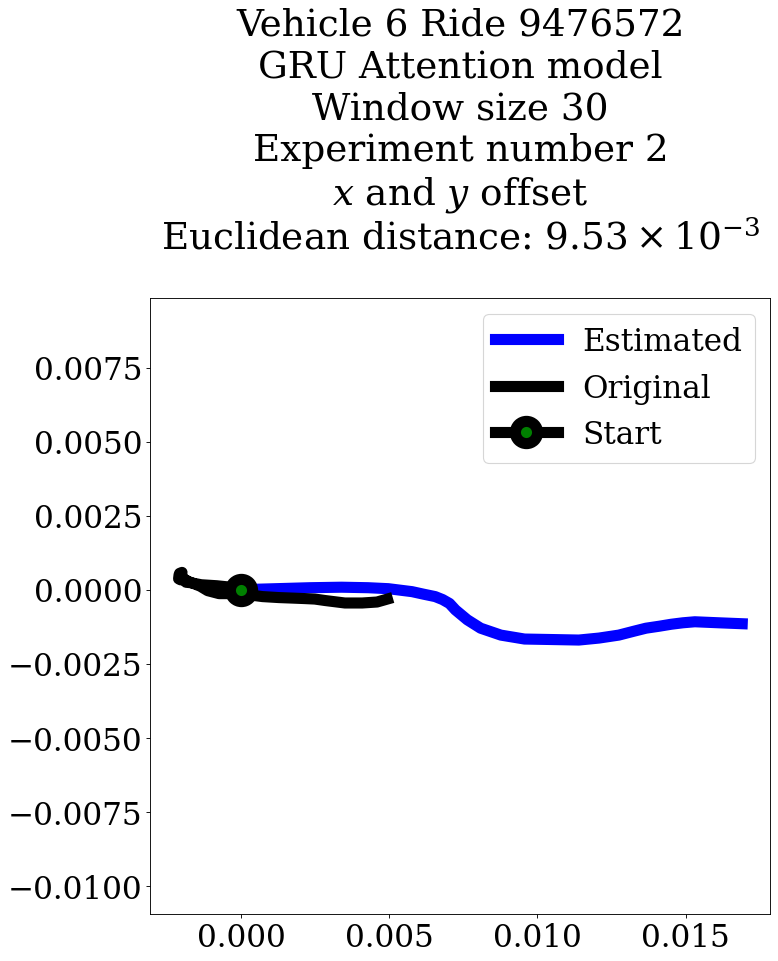 Vehicle 6 Ride 9476572
GRU Attention model
Window size 30
Experiment number 2
x and y offset
Euclidean distance: 9.53 × 10⁻³
Estimated
Original
Start
0.0075
0.0050
0.0025
0.0000
−0.0025
−0.0050
−0.0075
−0.0100
0.000 0.005 0.010 0.015